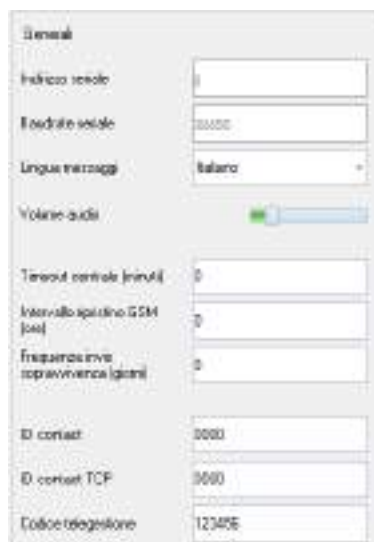 Generali
Indirizzo seriale
Baudrate seriale
Lingua messaggi Italiano
Volume audio
Timeout centrale (minuti) 0
Intervallo ripristino GSM 0
(ore)
Frequenza invio 0
sopravvivenza (giorni)
ID contact 0000
ID contact TCP 0000
Codice telegestione 123456